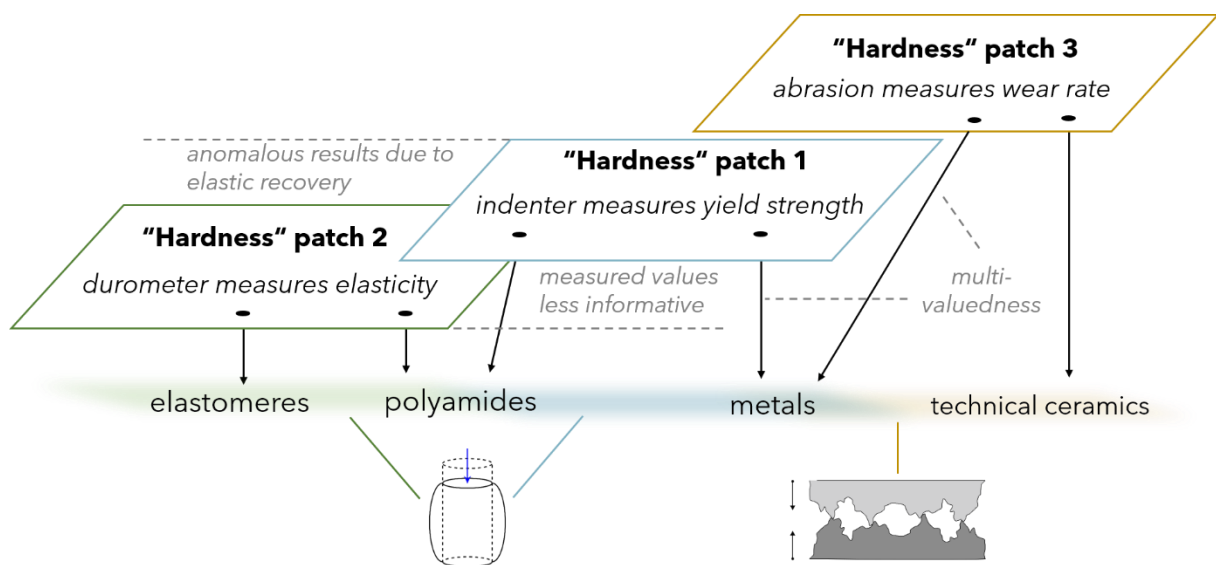 “Hardness“ patch 3
abrasion measures wear rate
anomalous results due to
elastic recovery
“Hardness“ patch 1
indenter measures yield strength
“Hardness“ patch 2
durometer measures elasticity
measured values
less informative
multi-
valuedness
elastomeres
polyamides
metals
technical ceramics